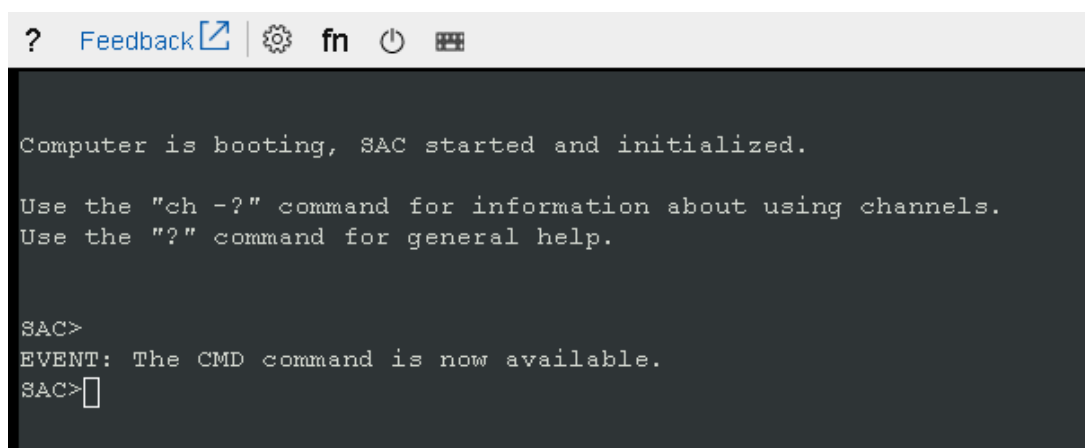 ? Feedback fn
Computer is booting, SAC started and initialized.
Use the "ch -?" command for information about using channels.
Use the "?" command for general help.
SAC>
EVENT: The CMD command is now available.
SAC>